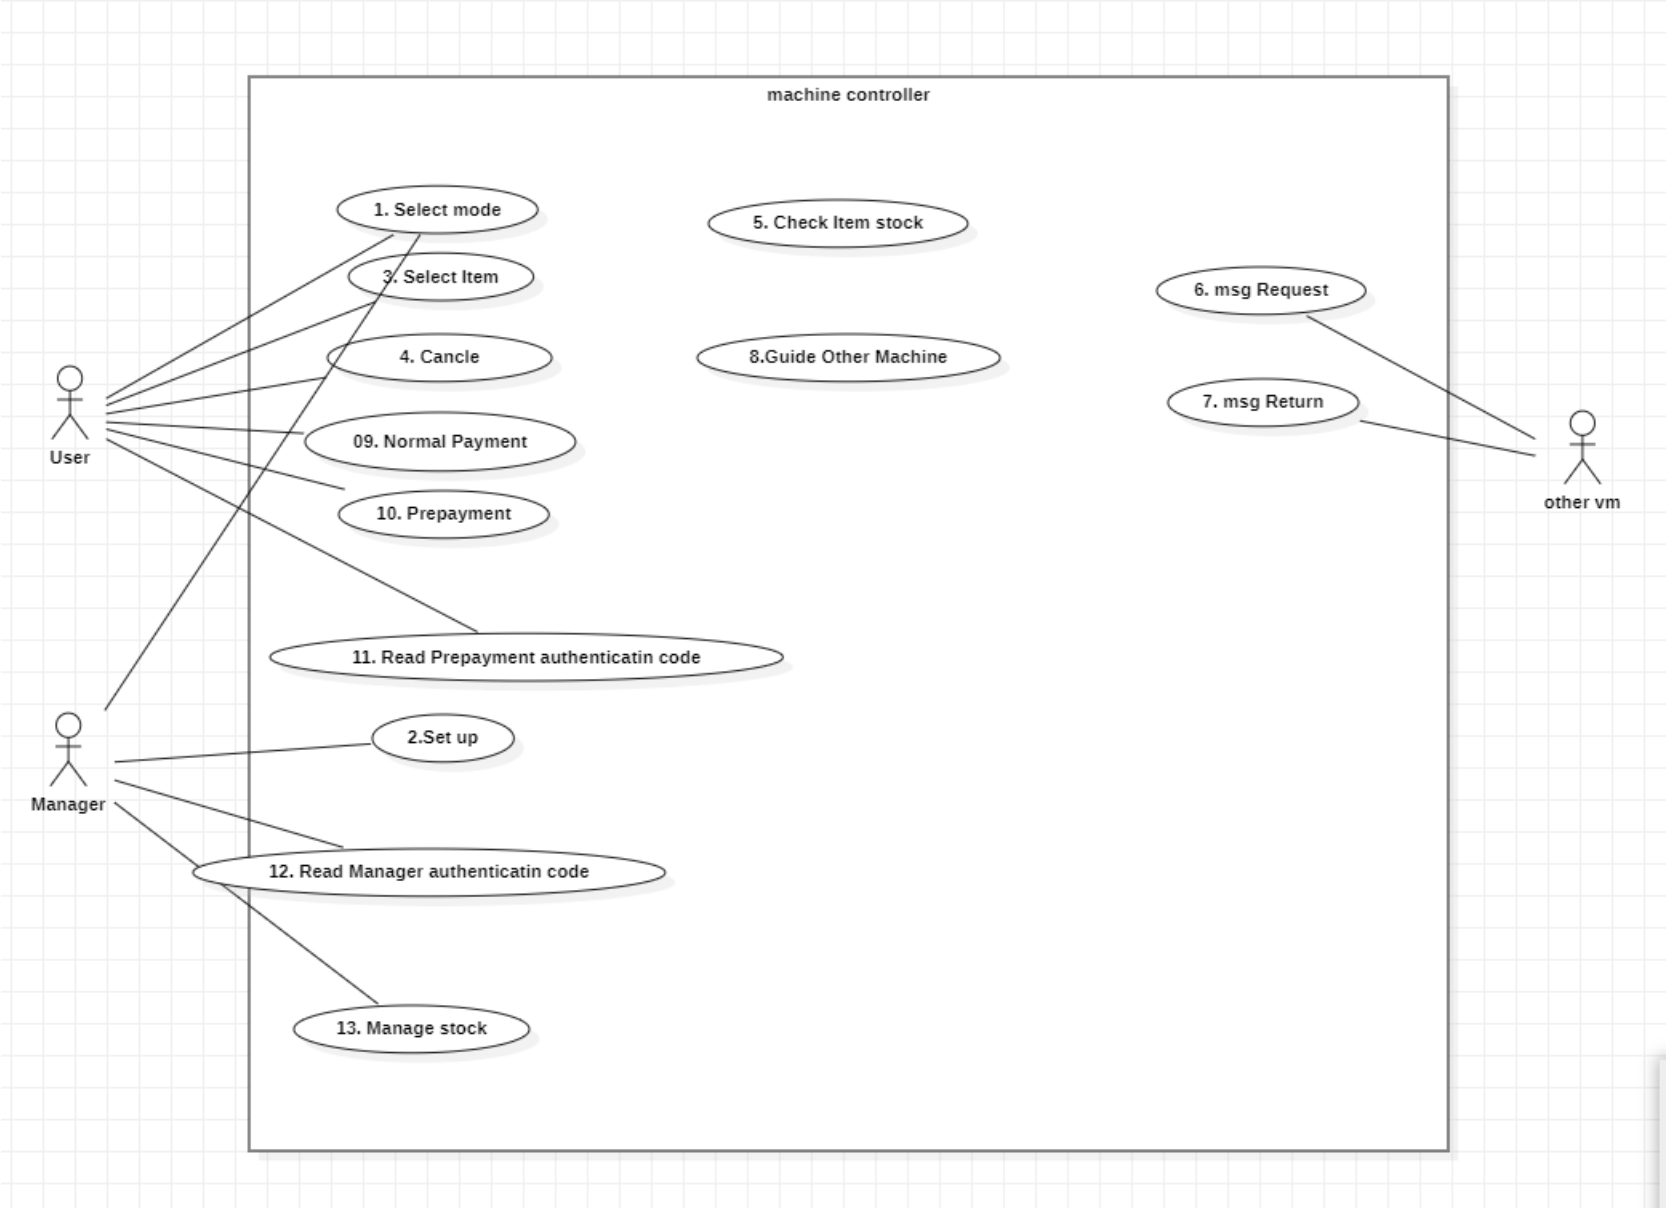 machine controller
1. Select mode
3. Select Item
4. Cancle
09. Normal Payment
10. Prepayment
11. Read Prepayment authenticatin code
2.Set up
12. Read Manager authenticatin code
13. Manage stock
5. Check Item stock
8.Guide Other Machine
6. msg Request
7. msg Return
User
Manager
other vm